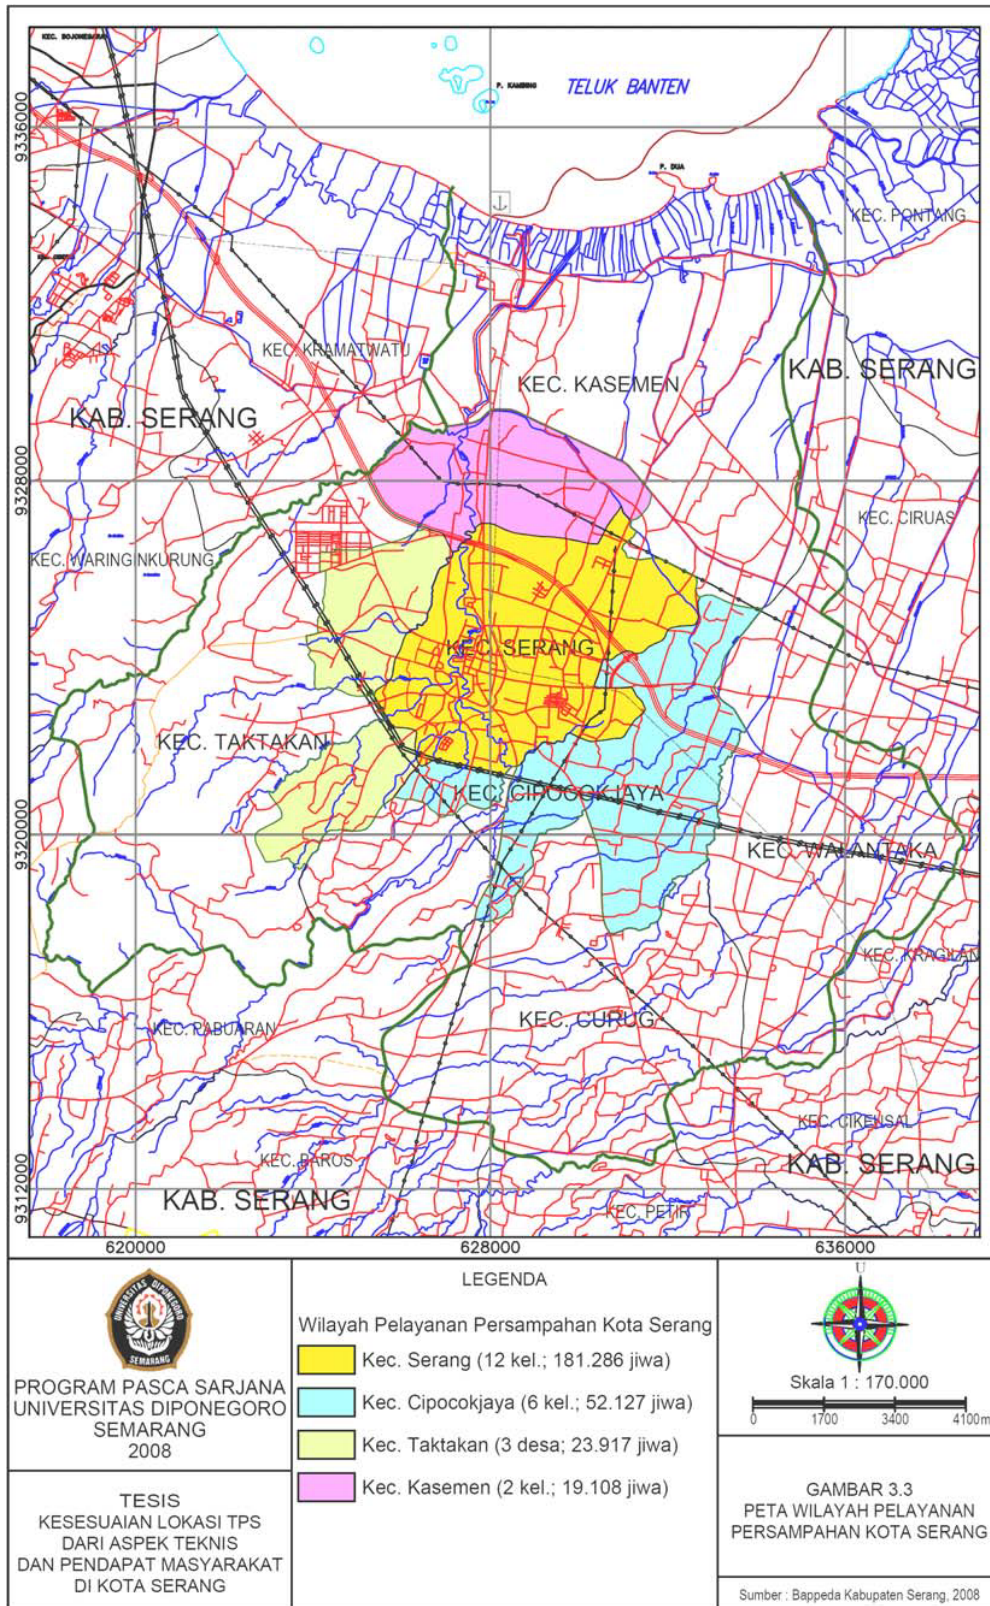 KEC. BOJONEGARA
P. KAMBING
TELUK BANTEN
9336000
P. DUA
KEC. PONTANG
KEC. KRAMATWATU
KEC. KASEMEN
KAB. SERANG
KAB. SERANG
9328000
KEC. CIRUAS
KEC. WARINGINKURUNG
KEC. SERANG
KEC. TAKTAKAN
KEC. CIPOCOKJAYA
9320000
KEC. WALANTAKA
KEC. KRAGILAN
KEC. CURUG
KEC. PABUARAN
KEC. CIKEUSAL
KEC. BAROS
KAB. SERANG
KAB. SERANG
9312000
KEC. PETIR
620000
628000
636000
UNIVERSITAS DIPONEGORO
SEMARANG
PROGRAM PASCA SARJANA
UNIVERSITAS DIPONEGORO
SEMARANG
2008
TESIS
KESESUAIAN LOKASI TPS
DARI ASPEK TEKNIS
DAN PENDAPAT MASYARAKAT
DI KOTA SERANG
LEGENDA
Wilayah Pelayanan Persampahan Kota Serang
Kec. Serang (12 kel.; 181.286 jiwa)
Kec. Cipocokjaya (6 kel.; 52.127 jiwa)
Kec. Taktakan (3 desa; 23.917 jiwa)
Kec. Kasemen (2 kel.; 19.108 jiwa)
U
Skala 1 : 170.000
0 1700 3400 4100m
GAMBAR 3.3
PETA WILAYAH PELAYANAN
PERSAMPAHAN KOTA SERANG
Sumber : Bappeda Kabupaten Serang, 2008